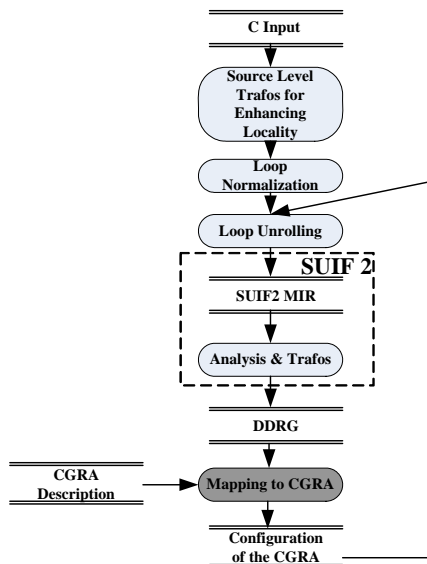 C Input
Source Level
Trafos for
Enhancing
Locality
Loop
Normalization
Loop Unrolling
SUIF 2
SUIF2 MIR
Analysis & Trafos
DDRG
CGRA
Description
Mapping to CGRA
Configuration
of the CGRA